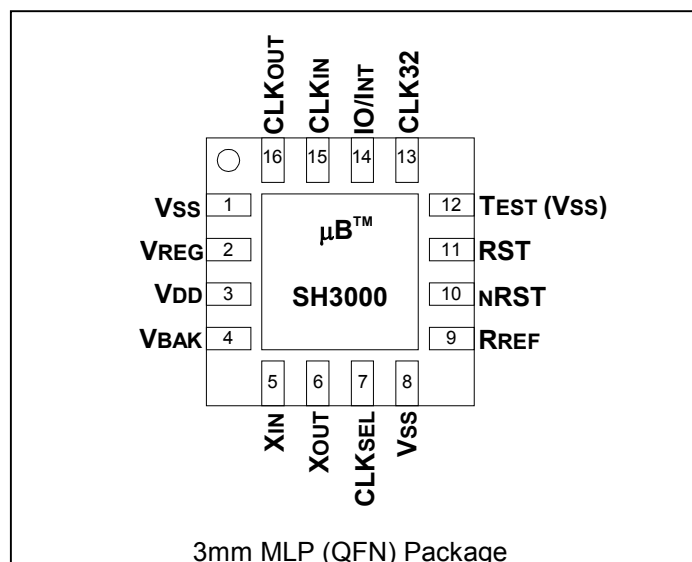 CLKOUT
CLKIN
IO/INT
CLK32
16 15 14 13
VSS 1
VREG 2
VDD 3
VBAK 4
µB™
SH3000
12 TEST (VSS)
11 RST
10 NRST
9 RREF
5 6 7 8
XIN
XOUT
CLKSEL
VSS
3mm MLP (QFN) Package